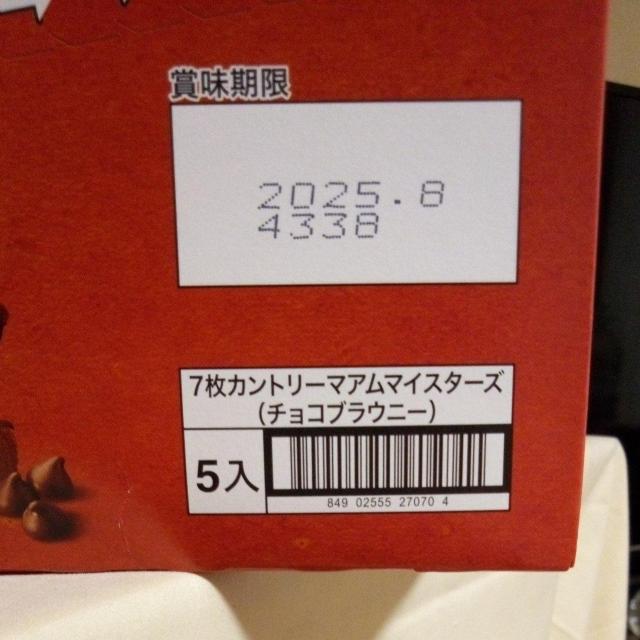 賞味期限
2025.8
4338
7枚カントリーマアムマイスターズ
(チョコブラウニー)
5入
849 02555 27070 4